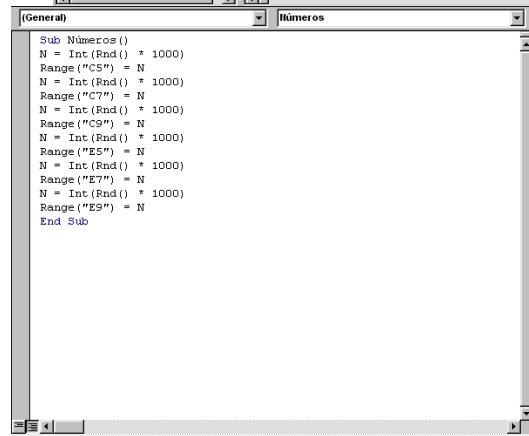 (General) Números
Sub Números()
N = Int(Rnd() * 1000)
Range("C5") = N
N = Int(Rnd() * 1000)
Range("C7") = N
N = Int(Rnd() * 1000)
Range("C9") = N
N = Int(Rnd() * 1000)
Range("E5") = N
N = Int(Rnd() * 1000)
Range("E7") = N
N = Int(Rnd() * 1000)
Range("E9") = N
End Sub